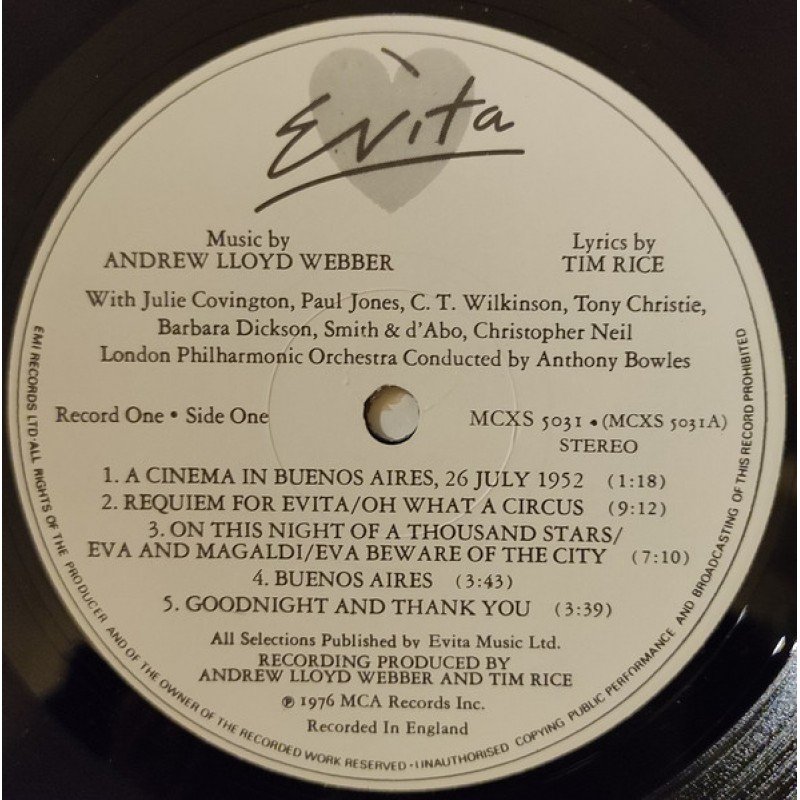 Evita
Music by
ANDREW LLOYD WEBBER
Lyrics by
TIM RICE
With Julie Covington, Paul Jones, C. T. Wilkinson, Tony Christie,
Barbara Dickson, Smith & d'Abo, Christopher Neil
London Philharmonic Orchestra Conducted by Anthony Bowles
Record One • Side One
MCXS 5031 • (MCXS 5031A)
STEREO
1. A CINEMA IN BUENOS AIRES, 26 JULY 1952 (1:18)
2. REQUIEM FOR EVITA/OH WHAT A CIRCUS (9:12)
3. ON THIS NIGHT OF A THOUSAND STARS/
EVA AND MAGALDI/EVA BEWARE OF THE CITY (7:10)
4. BUENOS AIRES (3:43)
5. GOODNIGHT AND THANK YOU (3:39)
All Selections Published by Evita Music Ltd.
RECORDING PRODUCED BY
ANDREW LLOYD WEBBER AND TIM RICE
℗ 1976 MCA Records Inc.
Recorded In England
EMI RECORDS LTD·ALL RIGHTS OF THE PRODUCER AND OF THE OWNER OF THE RECORDED WORK RESERVED·UNAUTHORISED COPYING PUBLIC PERFORMANCE AND BROADCASTING OF THIS RECORD PROHIBITED